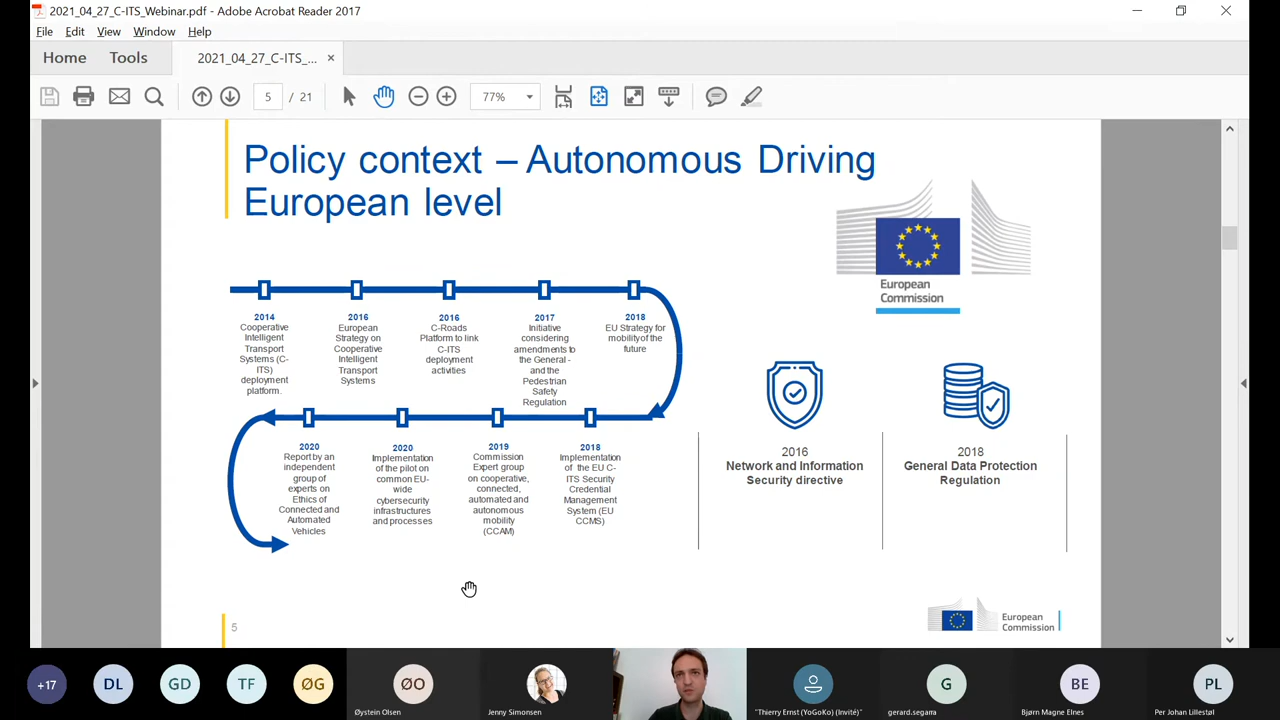 2021_04_27_C-ITS_Webinar.pdf - Adobe Acrobat Reader 2017
File Edit View Window Help
Home Tools 2021_04_27_C-ITS_... ×
5 / 21 77%
Policy context – Autonomous Driving
European level
European
Commission
2014
Cooperative
Intelligent
Transport
Systems (C-
ITS)
deployment
platform.
2016
European
Strategy on
Cooperative
Intelligent
Transport
Systems
2016
C-Roads
Platform to link
C-ITS
deployment
activities
2017
Initiative
considering
amendments to
the General -
and the
Pedestrian
Safety
Regulation
2018
EU Strategy for
mobility of the
future
2020
Report by an
independent
group of
experts on
Ethics of
Connected and
Automated
Vehicles
2020
Implementation
of the pilot on
common EU-
wide
cybersecurity
infrastructures
and processes
2019
Commission
Expert group
on cooperative,
connected,
automated and
autonomous
mobility
(CCAM)
2018
Implementation
of the EU C-
ITS Security
Credential
Management
System (EU
CCMS)
2016
Network and Information
Security directive
2018
General Data Protection
Regulation
5
European
Commission
+17 DL GD TF ØG ØO G BE PL
Øystein Olsen
Jenny Simonsen
"Thierry Ernst (YoGoKo) (Invité)"
gerard.segarra
Bjørn Magne Elnes
Per Johan Lillestøl